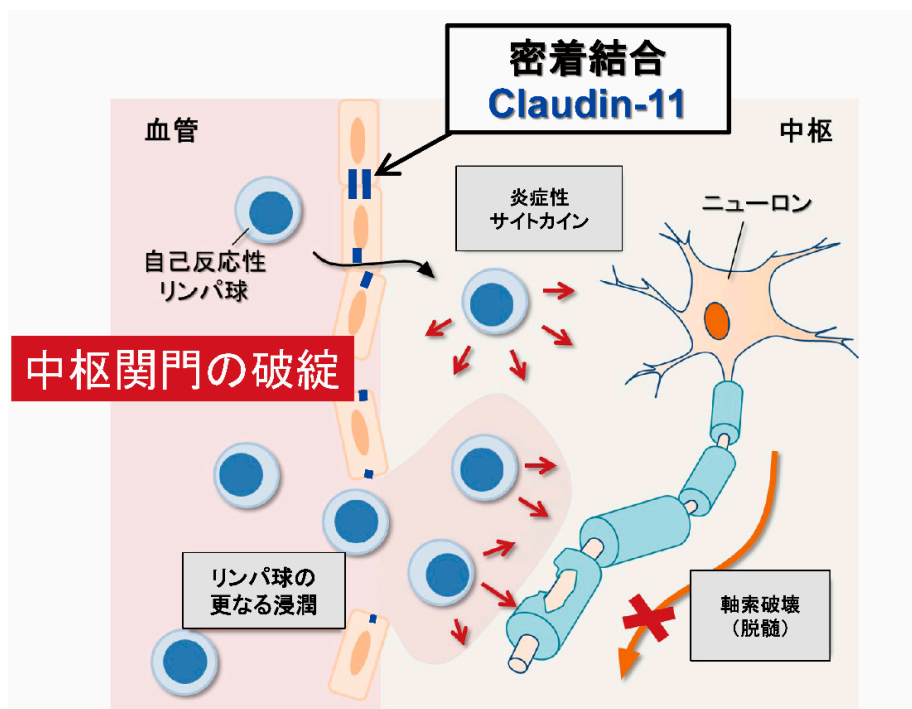 密着結合
Claudin-11
血管
中枢
炎症性
サイトカイン
ニューロン
自己反応性
リンパ球
中枢関門の破綻
リンパ球の
更なる浸潤
軸索破壊
（脱髄）